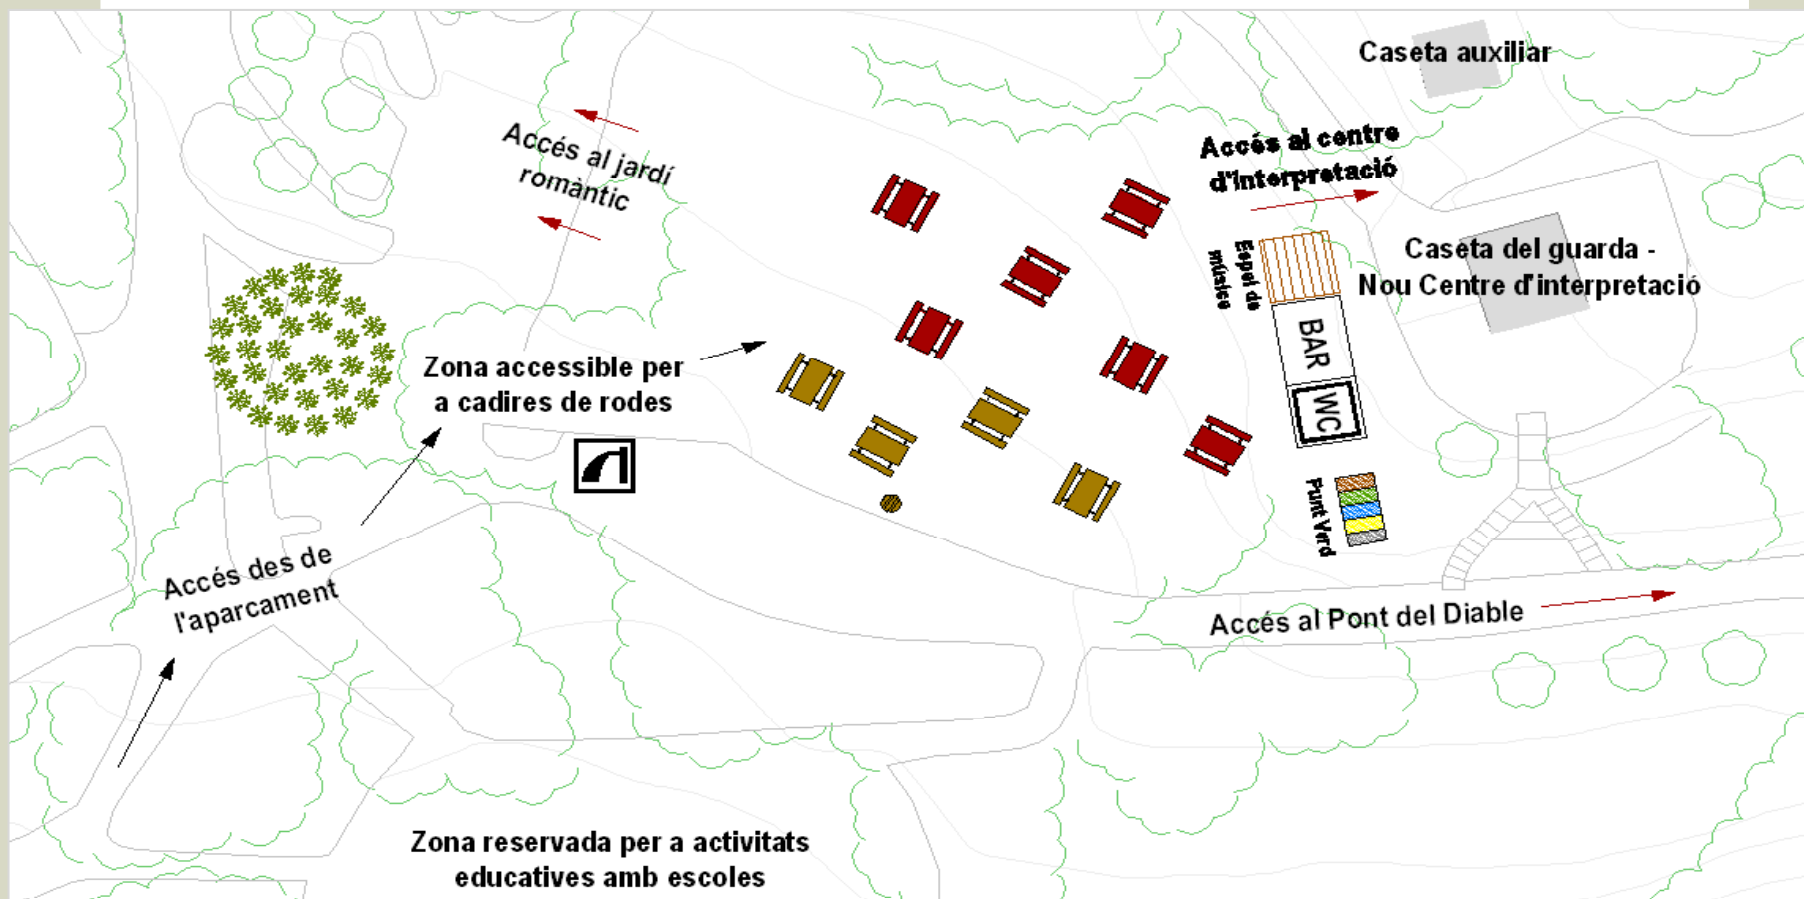 Caseta auxiliar
Accés al jardí
romàntic
Accés al centre
d'interpretació
Caseta del guarda -
Nou Centre d'interpretació
Espai de
músics
BAR
WC
Zona accessible per
a cadires de rodes
Punt Verd
Accés des de
l'aparcament
Accés al Pont del Diable
Zona reservada per a activitats
educatives amb escoles